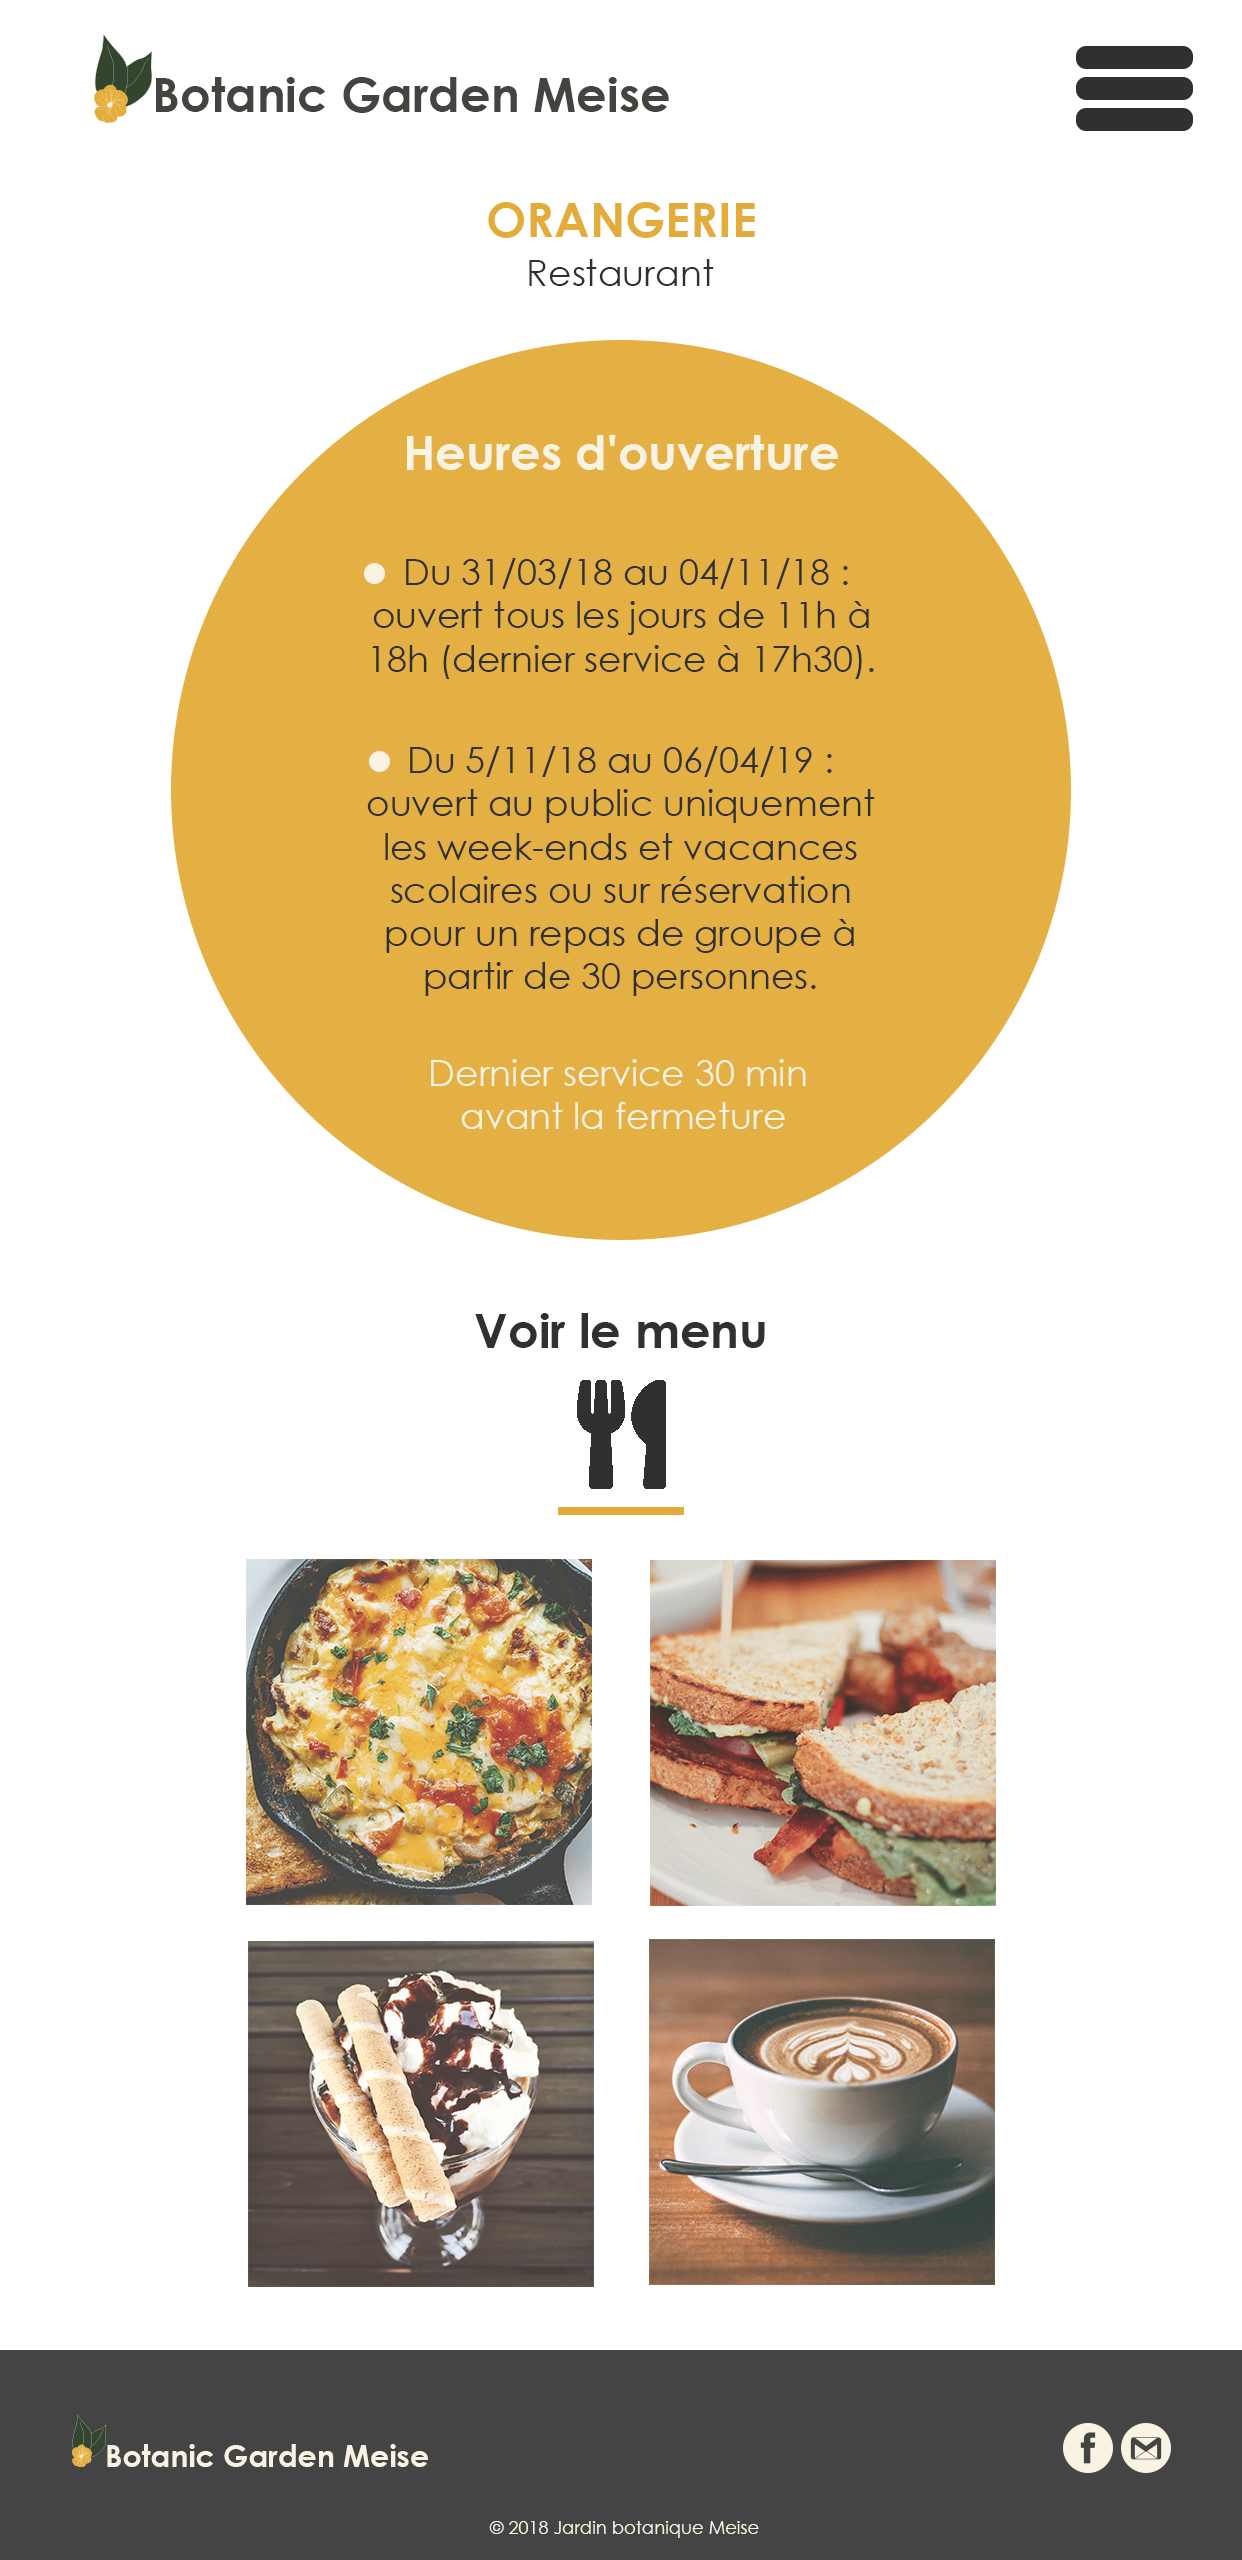 Botanic Garden Meise
ORANGERIE
Restaurant
Heures d'ouverture
Du 31/03/18 au 04/11/18 :
ouvert tous les jours de 11h à
18h (dernier service à 17h30).
Du 5/11/18 au 06/04/19 :
ouvert au public uniquement
les week-ends et vacances
scolaires ou sur réservation
pour un repas de groupe à
partir de 30 personnes.
Dernier service 30 min
avant la fermeture
Voir le menu
Botanic Garden Meise
© 2018 Jardin botanique Meise